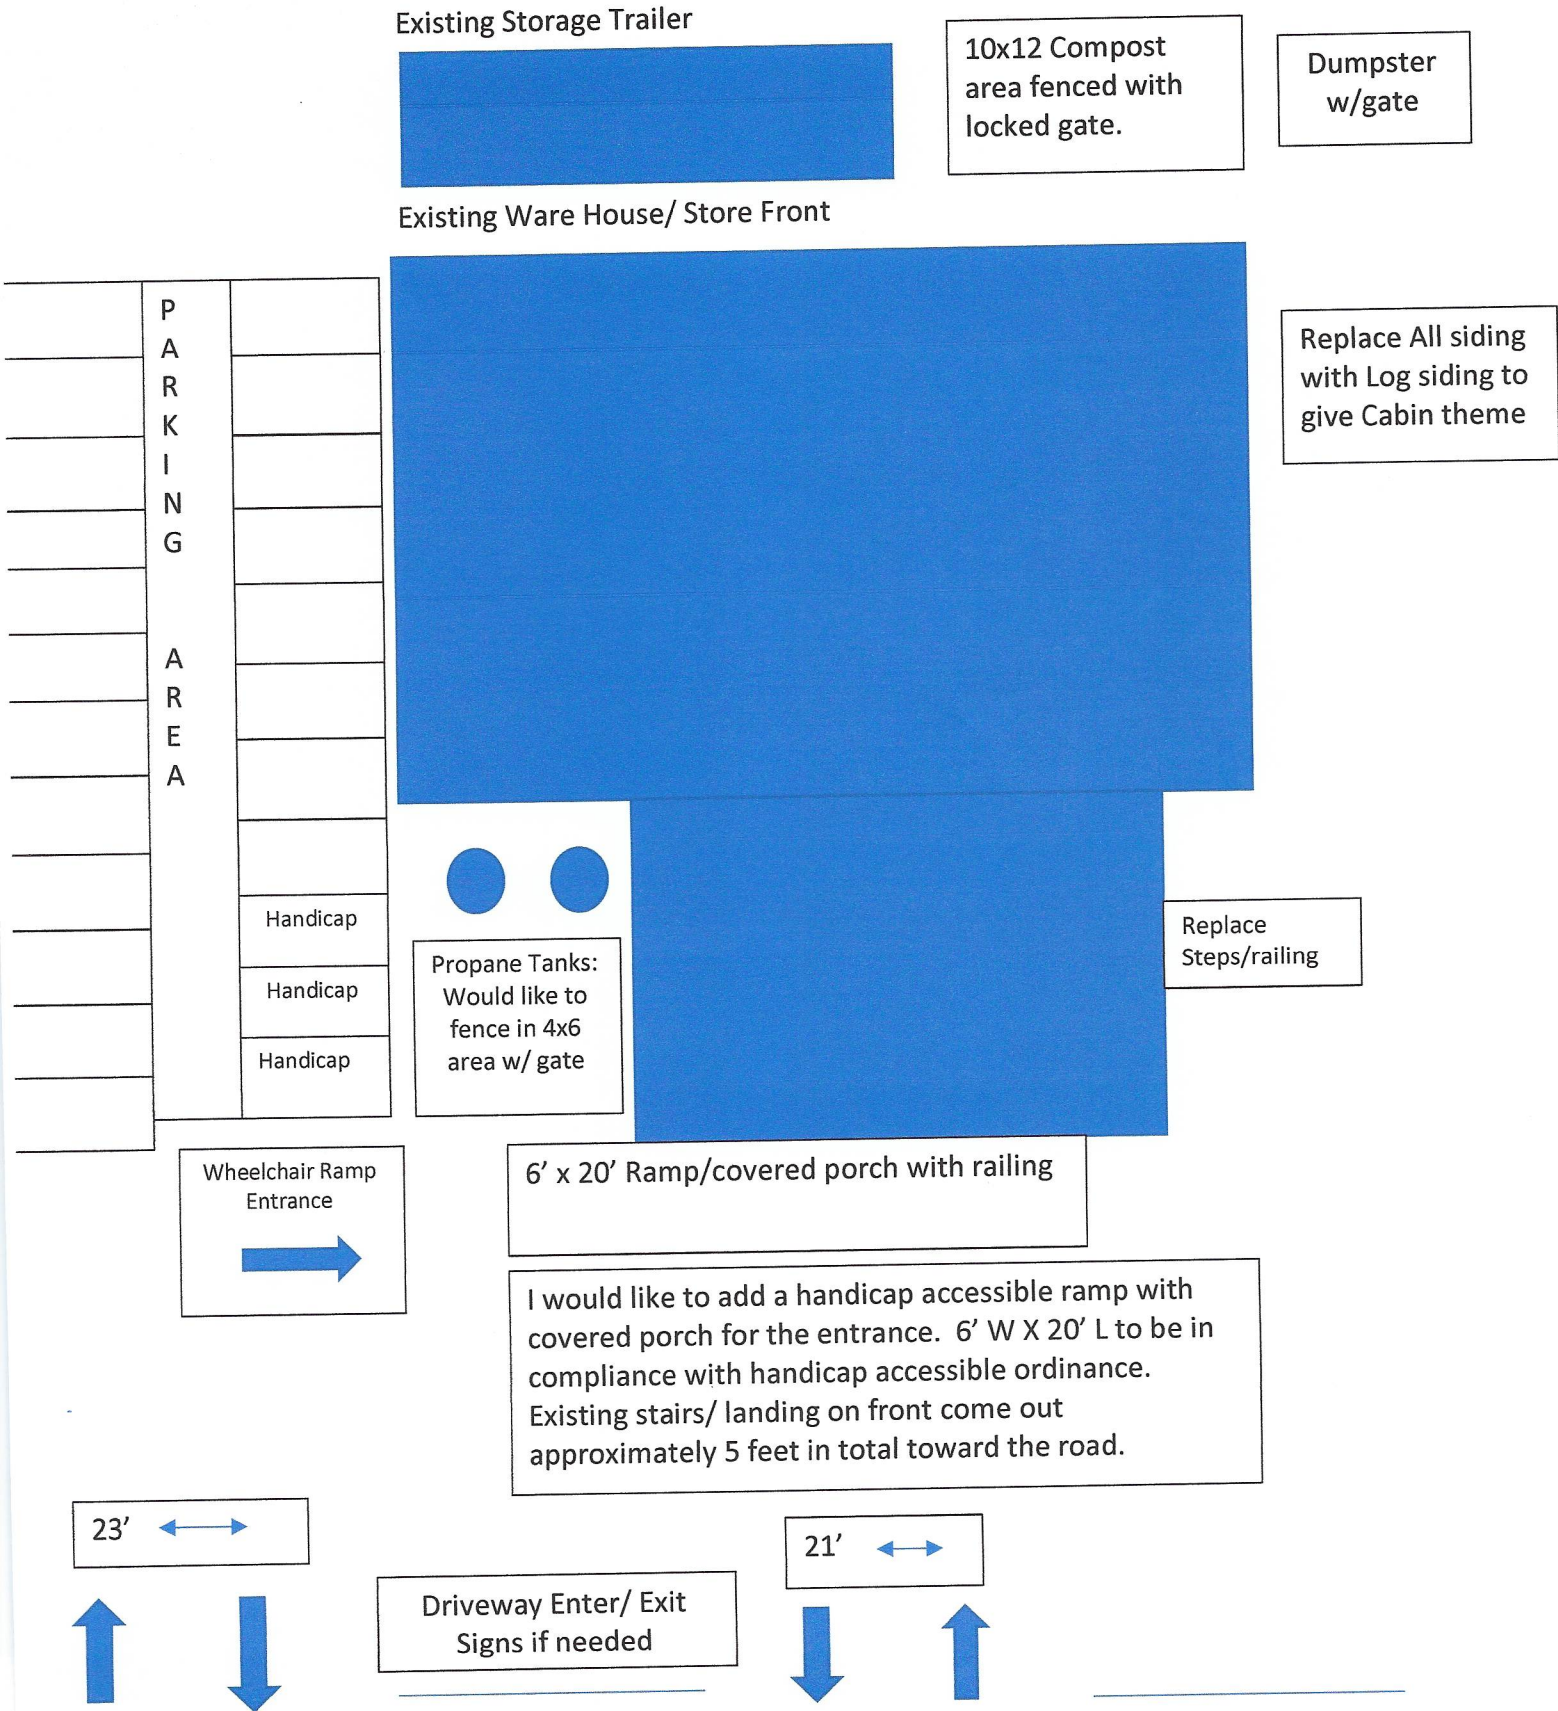 Existing Storage Trailer
10x12 Compost
area fenced with
locked gate.
Dumpster
w/gate
Existing Ware House/ Store Front
P
A
R
K
I
N
G
A
R
E
A
Replace All siding
with Log siding to
give Cabin theme
Handicap
Handicap
Handicap
Propane Tanks:
Would like to
fence in 4x6
area w/ gate
Replace
Steps/railing
Wheelchair Ramp
Entrance
6’ x 20’ Ramp/covered porch with railing
I would like to add a handicap accessible ramp with
covered porch for the entrance.  6’ W X 20’ L to be in
compliance with handicap accessible ordinance.
Existing stairs/ landing on front come out
approximately 5 feet in total toward the road.
23’
21’
Driveway Enter/ Exit
Signs if needed